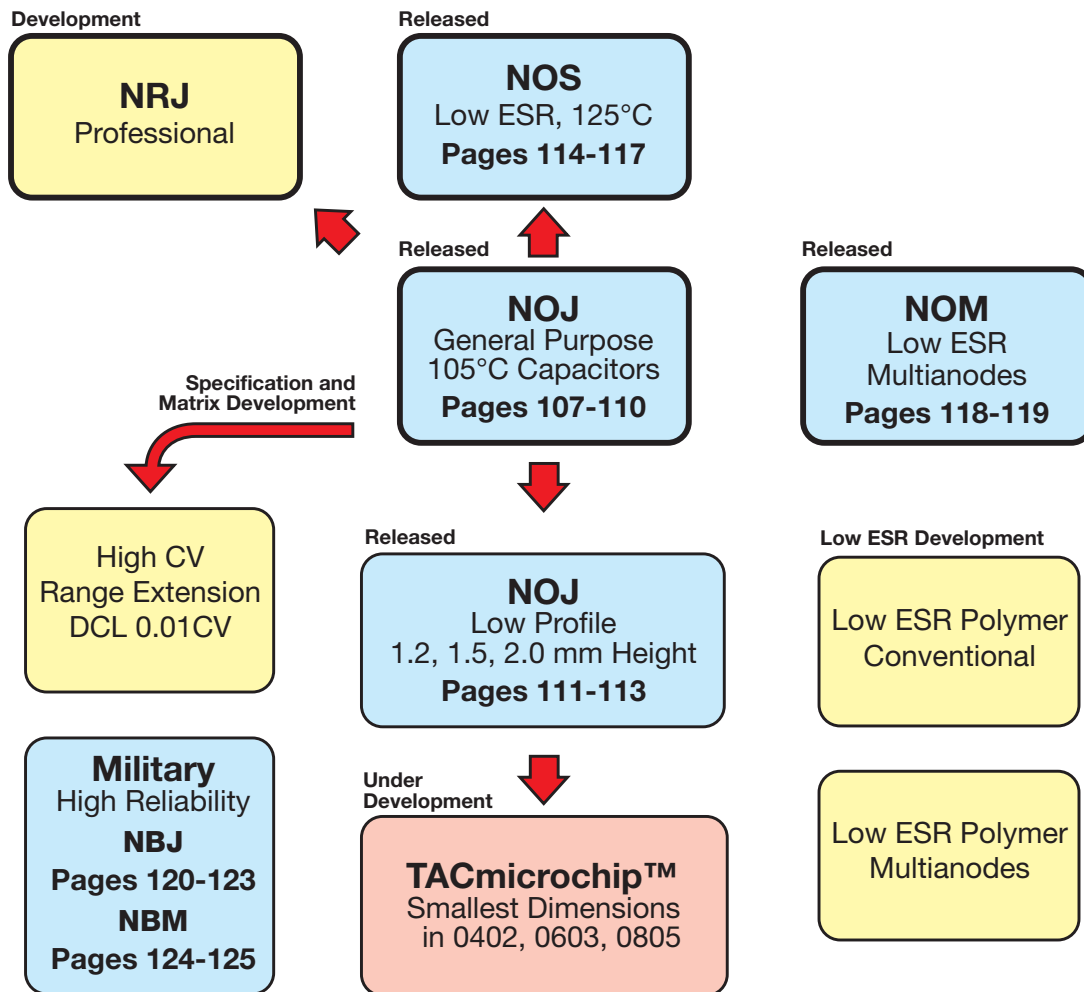 Development
NRJ
Professional
Released
NOS
Low ESR, 125°C
Pages 114-117
Released
NOJ
General Purpose
105°C Capacitors
Pages 107-110
Released
NOM
Low ESR
Multianodes
Pages 118-119
Specification and
Matrix Development
High CV
Range Extension
DCL 0.01CV
Released
NOJ
Low Profile
1.2, 1.5, 2.0 mm Height
Pages 111-113
Low ESR Development
Low ESR Polymer
Conventional
Military
High Reliability
NBJ
Pages 120-123
NBM
Pages 124-125
Under
Development
TACmicrochip™
Smallest Dimensions
in 0402, 0603, 0805
Low ESR Polymer
Multianodes